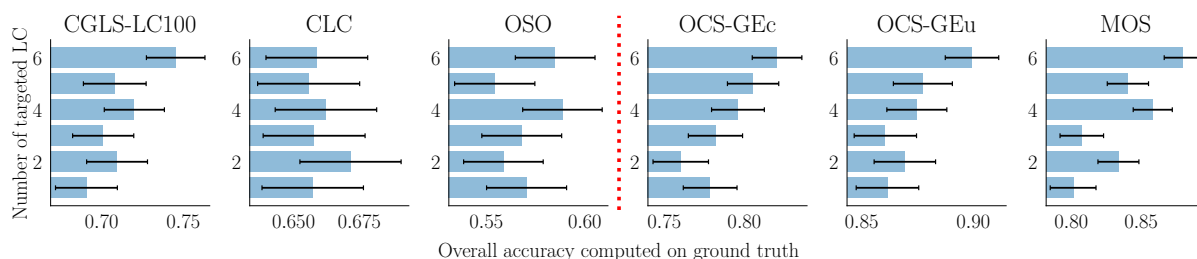 CGLS-LC100 CLC OSO OCS-GEc OCS-GEu MOS
Number of targeted LC
6 6 6 6 6 6
4 4 4 4 4 4
2 2 2 2 2 2
0.70 0.75 0.650 0.675 0.55 0.60 0.75 0.80 0.85 0.90 0.80 0.85
Overall accuracy computed on ground truth